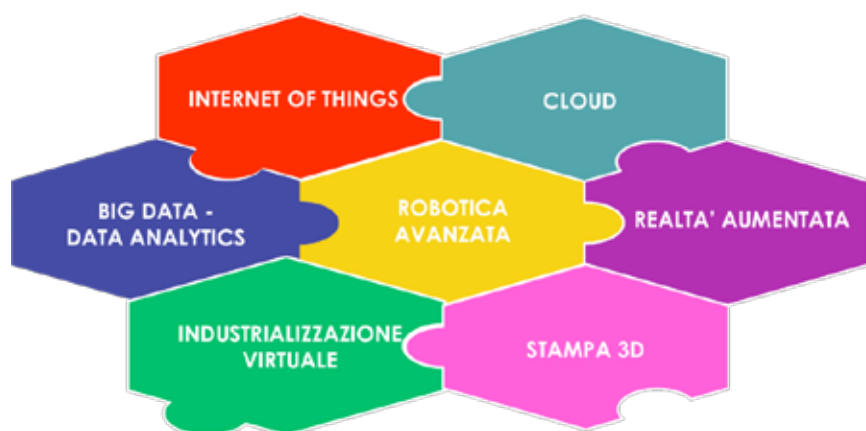 INTERNET OF THINGS
CLOUD
BIG DATA -
DATA ANALYTICS
ROBOTICA
AVANZATA
REALTA' AUMENTATA
INDUSTRIALIZZAZIONE
VIRTUALE
STAMPA 3D